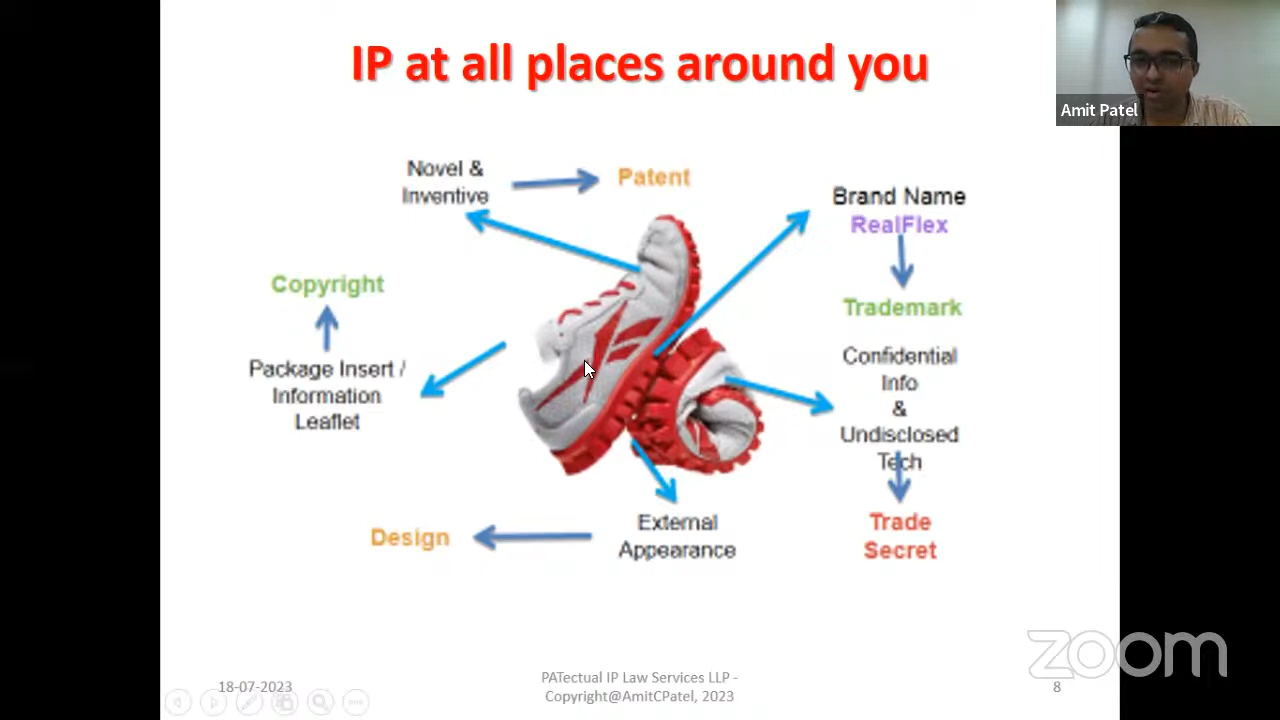 IP at all places around you
Amit Patel
Novel &
Inventive
Patent
Brand Name
RealFlex
Trademark
Copyright
Package Insert /
Information
Leaflet
Confidential
Info
&
Undisclosed
Tech
Trade
Secret
External
Appearance
Design
zoom
18-07-2023
PATectual IP Law Services LLP -
Copyright@AmitCPatel, 2023
8